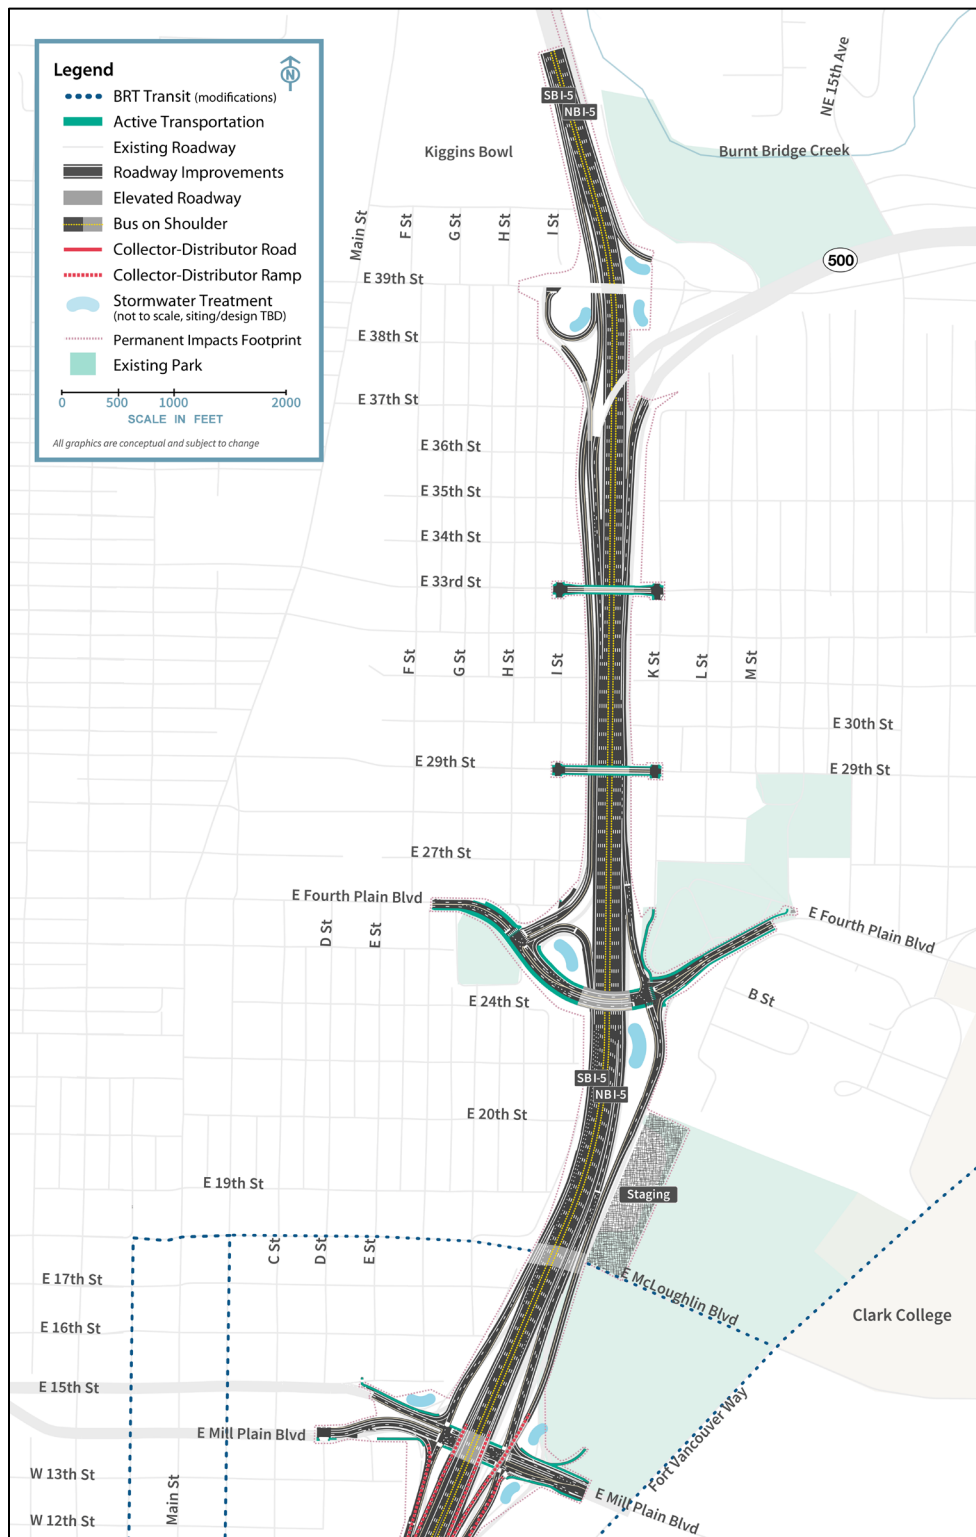 Legend
N
BRT Transit (modifications)
Active Transportation
Existing Roadway
Roadway Improvements
Elevated Roadway
Bus on Shoulder
Collector-Distributor Road
Collector-Distributor Ramp
Stormwater Treatment
(not to scale, siting/design TBD)
Permanent Impacts Footprint
Existing Park
0 500 1000 2000
SCALE IN FEET
All graphics are conceptual and subject to change
SB I-5
NB I-5
NE 15th Ave
Kiggins Bowl
Burnt Bridge Creek
Main St
F St
G St
H St
I St
500
E 39th St
E 38th St
E 37th St
E 36th St
E 35th St
E 34th St
E 33rd St
F St
G St
H St
I St
K St
L St
M St
E 30th St
E 29th St
E 29th St
E 27th St
E Fourth Plain Blvd
E Fourth Plain Blvd
D St
E St
E 24th St
B St
SB I-5
NB I-5
E 20th St
E 19th St
Staging
C St
D St
E St
E 17th St
E McLoughlin Blvd
Clark College
E 16th St
E 15th St
E Mill Plain Blvd
Fort Vancouver Way
W 13th St
Main St
E Mill Plain Blvd
W 12th St